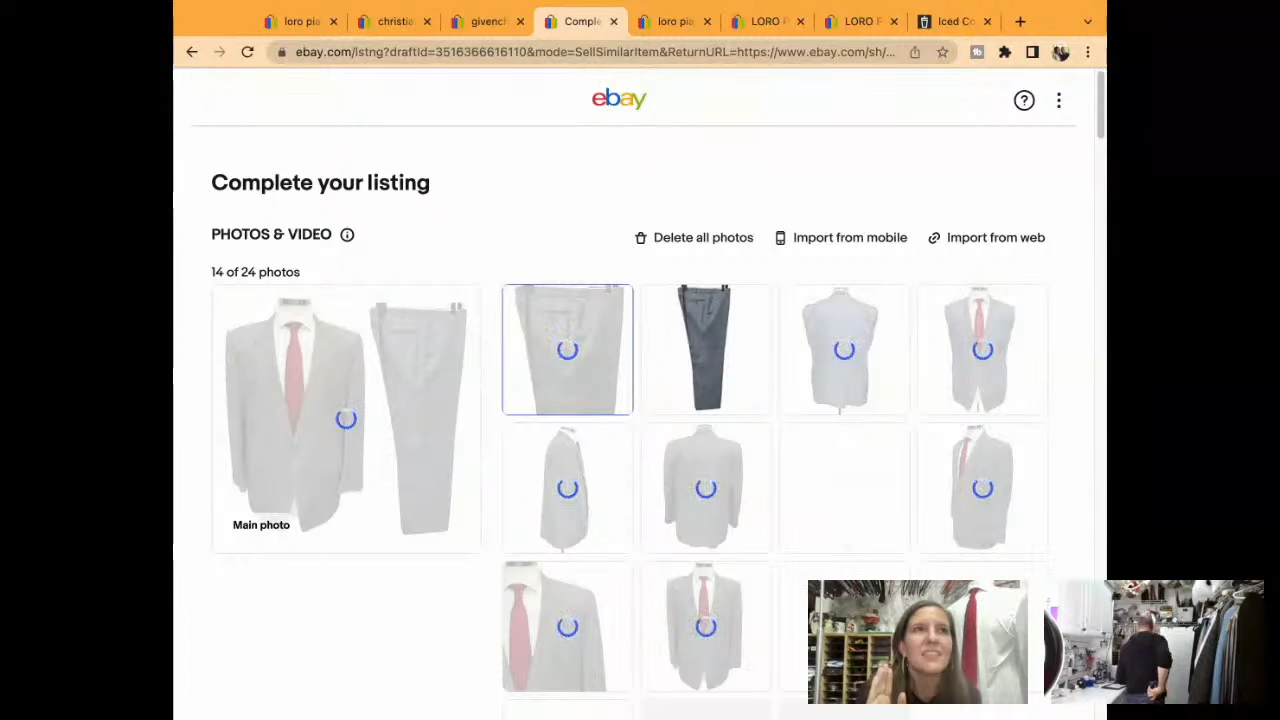 loro pia
christia
givench
Comple
loro pia
LORO P
LORO F
Iced Co
ebay.com/lstng?draftId=3516366616110&mode=SellSimilarItem&ReturnURL=https://www.ebay.com/sh/...
ebay
Complete your listing
PHOTOS & VIDEO
Delete all photos
Import from mobile
Import from web
14 of 24 photos
Main photo